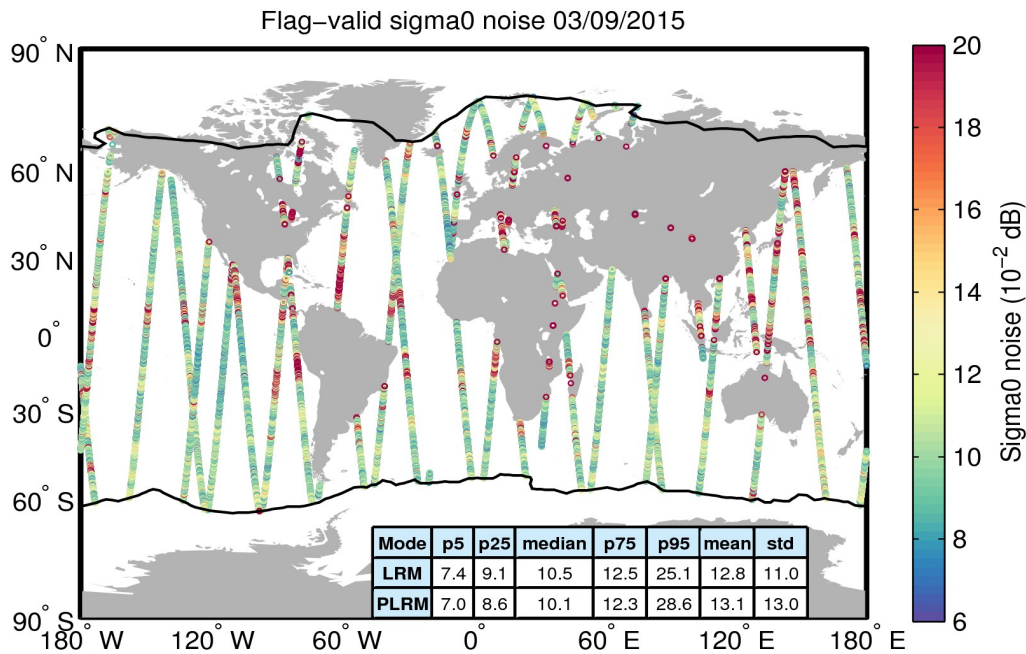 Flag−valid sigma0 noise 03/09/2015
90° N
60° N
30° N
0°
30° S
60° S
90° S
180° W
120° W
60° W
0°
60° E
120° E
180° E
Mode p5 p25 median p75 p95 mean std
LRM 7.4 9.1 10.5 12.5 25.1 12.8 11.0
PLRM 7.0 8.6 10.1 12.3 28.6 13.1 13.0
20
18
16
14
12
10
8
6
Sigma0 noise (10⁻² dB)